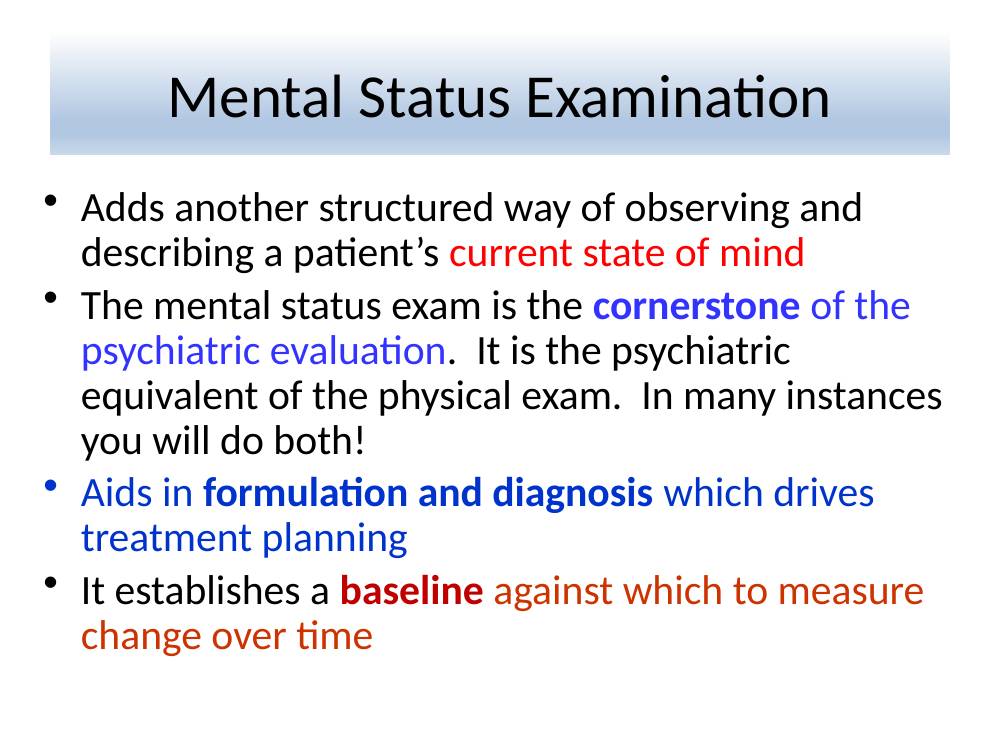 Mental Status Examination
• Adds another structured way of observing and
describing a patient’s current state of mind
• The mental status exam is the cornerstone of the
psychiatric evaluation.  It is the psychiatric
equivalent of the physical exam.  In many instances
you will do both!
• Aids in formulation and diagnosis which drives
treatment planning
• It establishes a baseline against which to measure
change over time